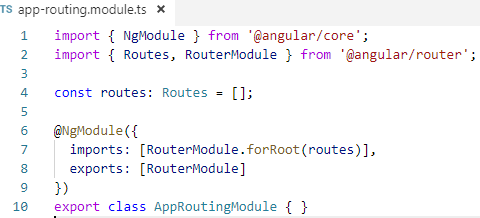 TS app-routing.module.ts ×
1 import { NgModule } from '@angular/core';
2 import { Routes, RouterModule } from '@angular/router';
3
4 const routes: Routes = [];
5
6 @NgModule({
7   imports: [RouterModule.forRoot(routes)],
8   exports: [RouterModule]
9 })
10 export class AppRoutingModule { }